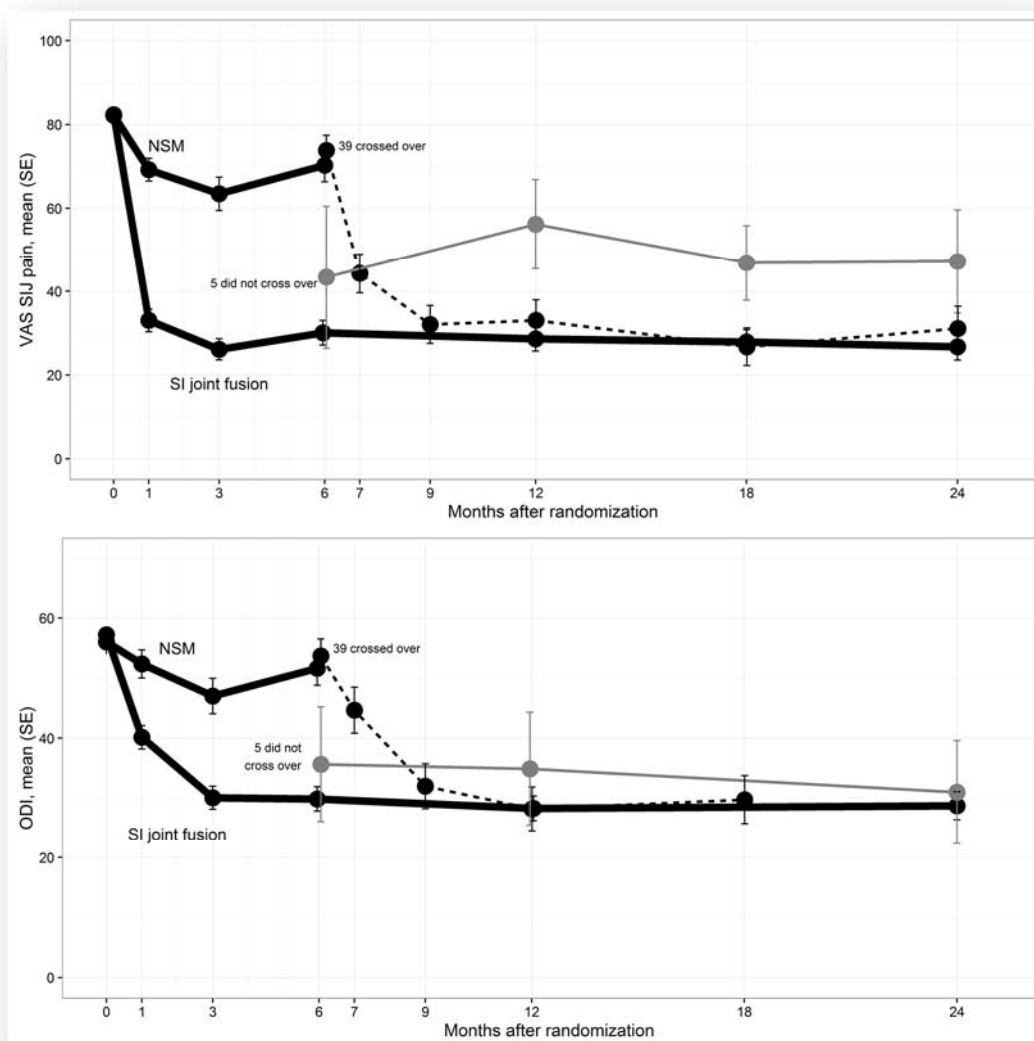 100
80
60
40
20
0
VAS SIJ pain, mean (SE)
NSM
39 crossed over
5 did not cross over
SI joint fusion
0 1 3 6 7 9 12 18 24
Months after randomization
60
40
20
0
ODI, mean (SE)
NSM
39 crossed over
5 did not
cross over
SI joint fusion
0 1 3 6 7 9 12 18 24
Months after randomization